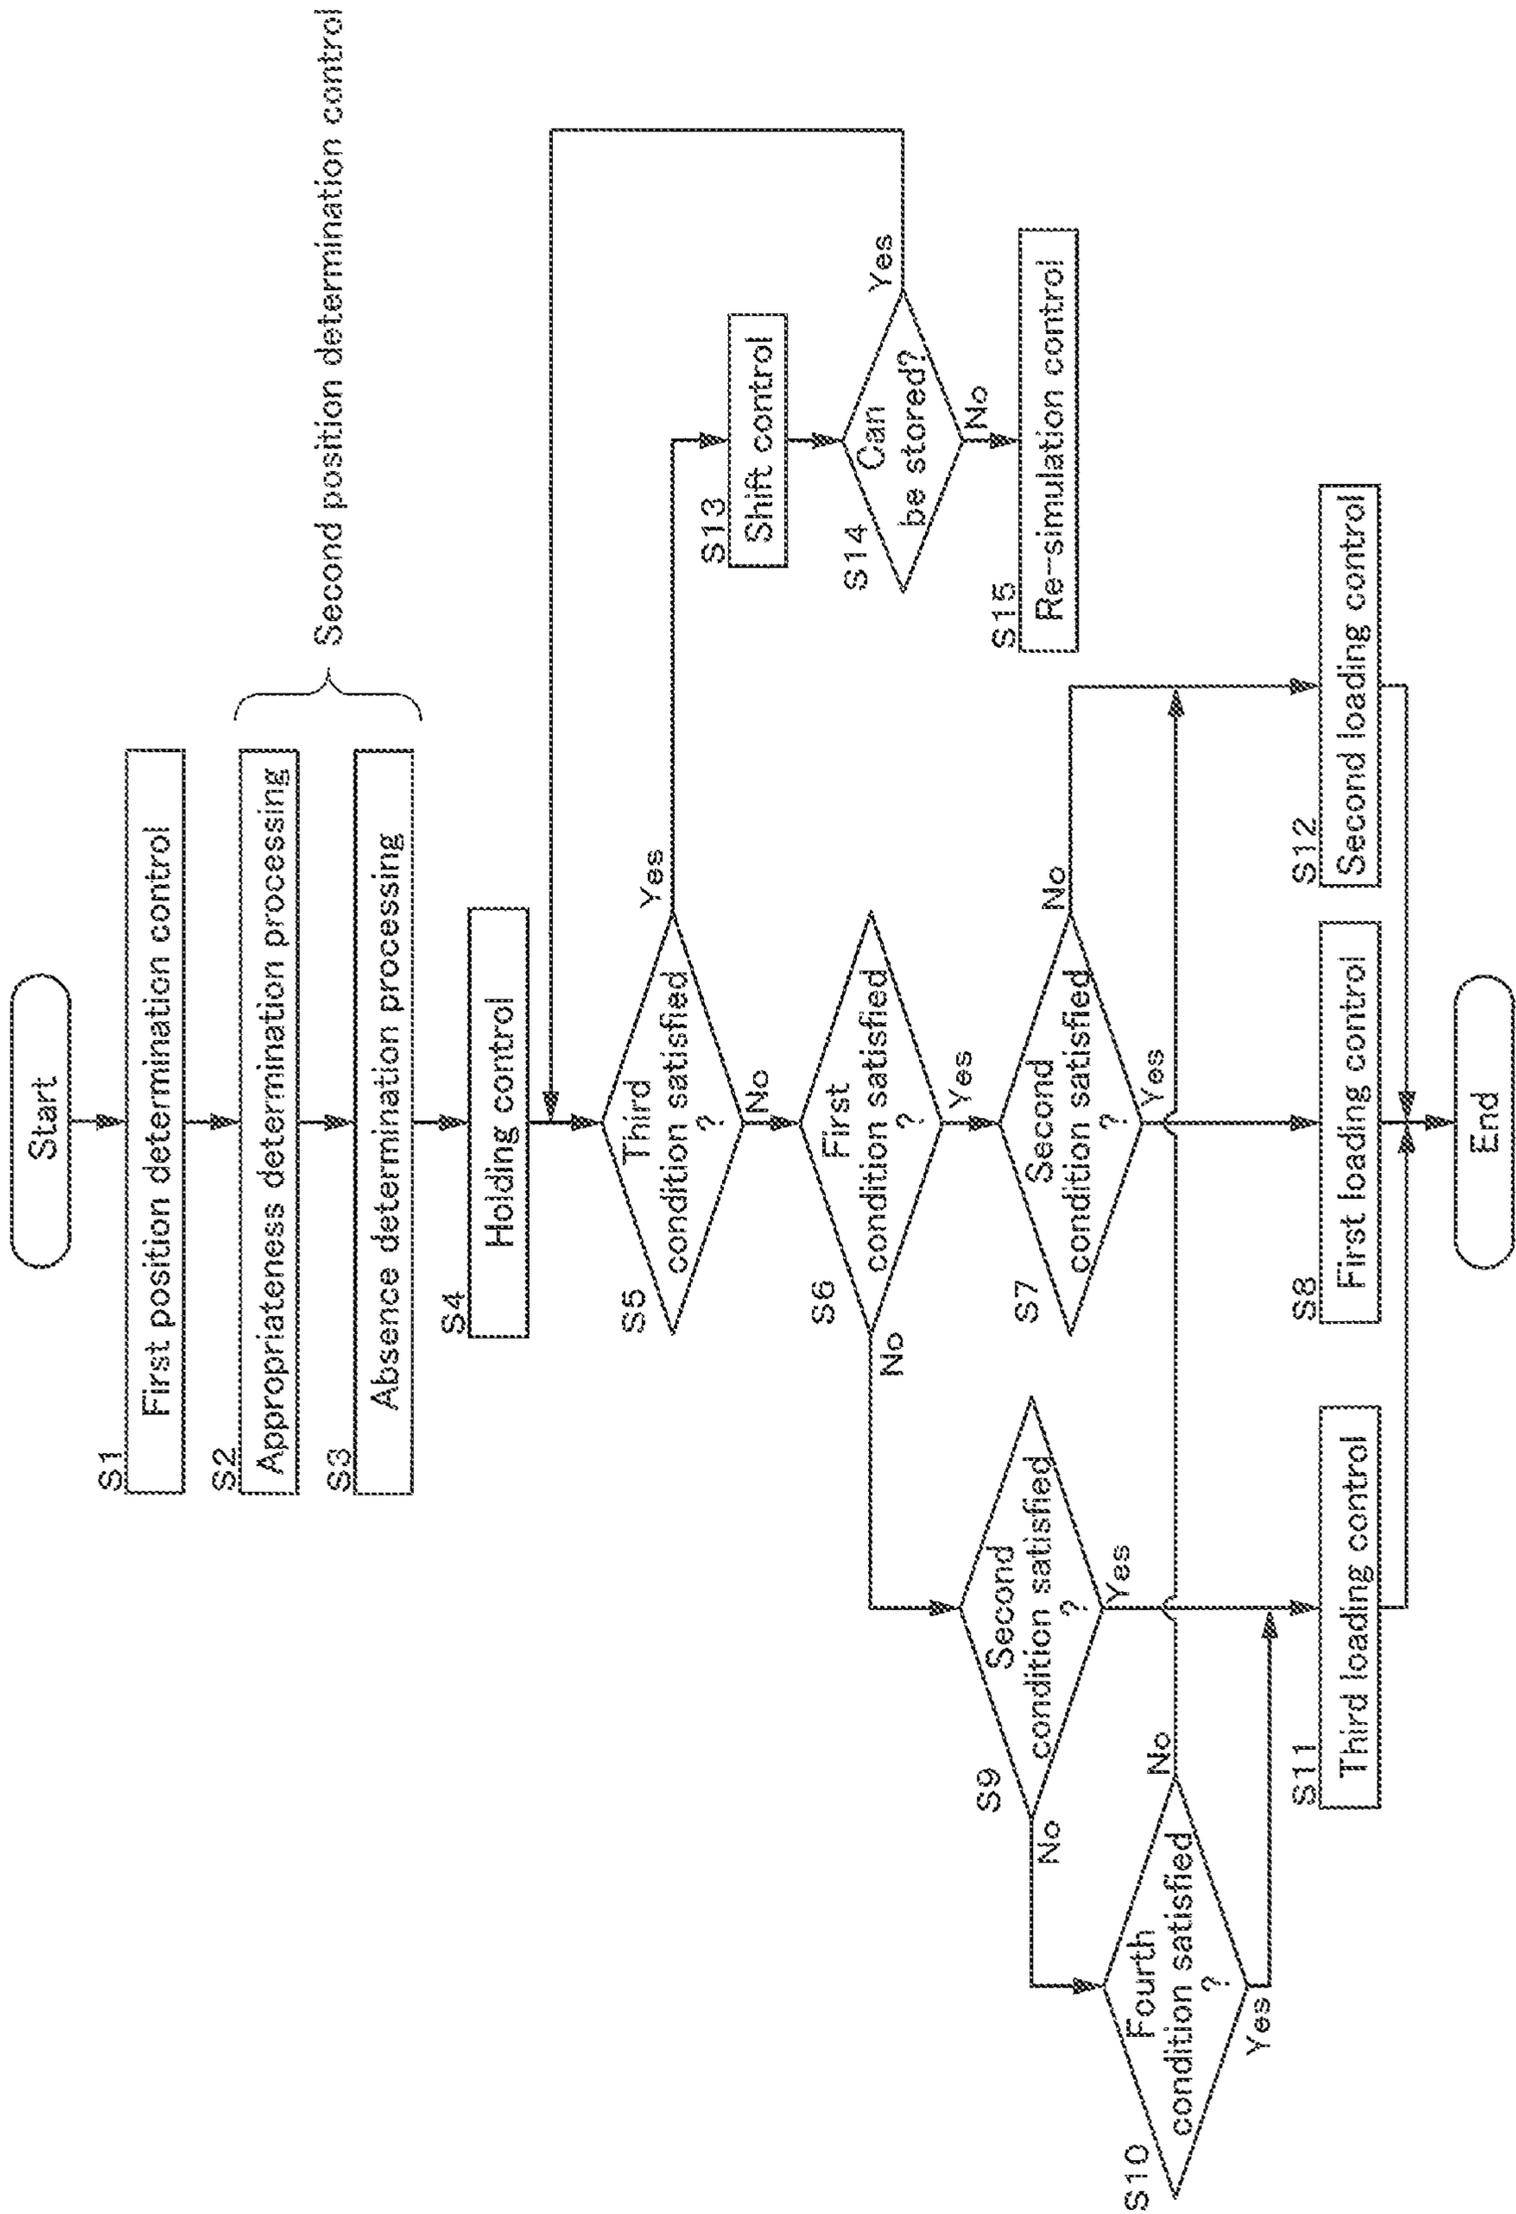 Start
S1
First position determination control
S2
Appropriateness determination processing
Second position determination control
S3
Absence determination processing
S4
Holding control
S5
Third
condition satisfied
?
Yes
No
S13
Shift control
S6
First
condition satisfied
?
No
Yes
S14
Can
be stored?
Yes
No
S15
Re-simulation control
S9
Second
condition satisfied
?
No
Yes
S7
Second
condition satisfied
?
No
Yes
S10
Fourth
condition satisfied
?
No
Yes
S11
Third loading control
S8
First loading control
S12
Second loading control
End